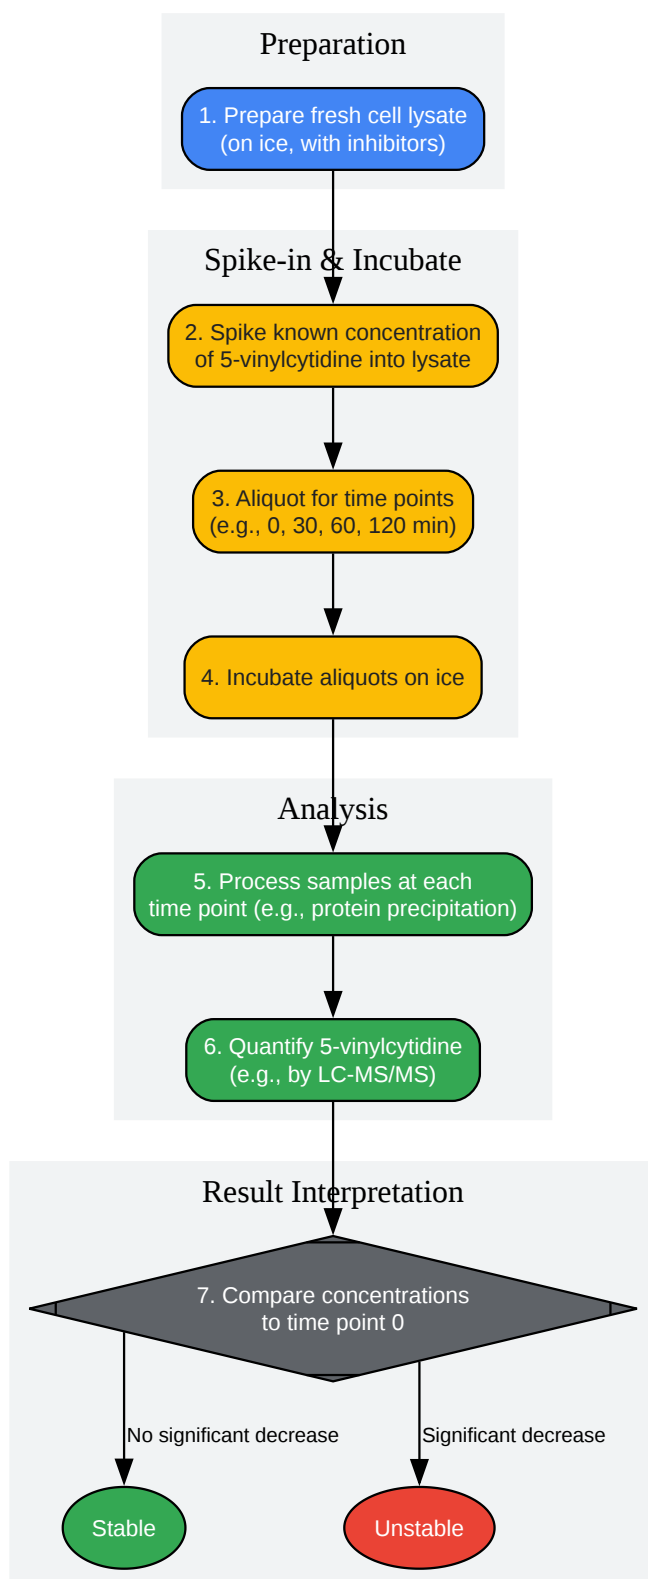 Preparation
1. Prepare fresh cell lysate
(on ice, with inhibitors)
Spike-in & Incubate
2. Spike known concentration
of 5-vinylcytidine into lysate
3. Aliquot for time points
(e.g., 0, 30, 60, 120 min)
4. Incubate aliquots on ice
Analysis
5. Process samples at each
time point (e.g., protein precipitation)
6. Quantify 5-vinylcytidine
(e.g., by LC-MS/MS)
Result Interpretation
7. Compare concentrations
to time point 0
No significant decrease
Significant decrease
Stable
Unstable